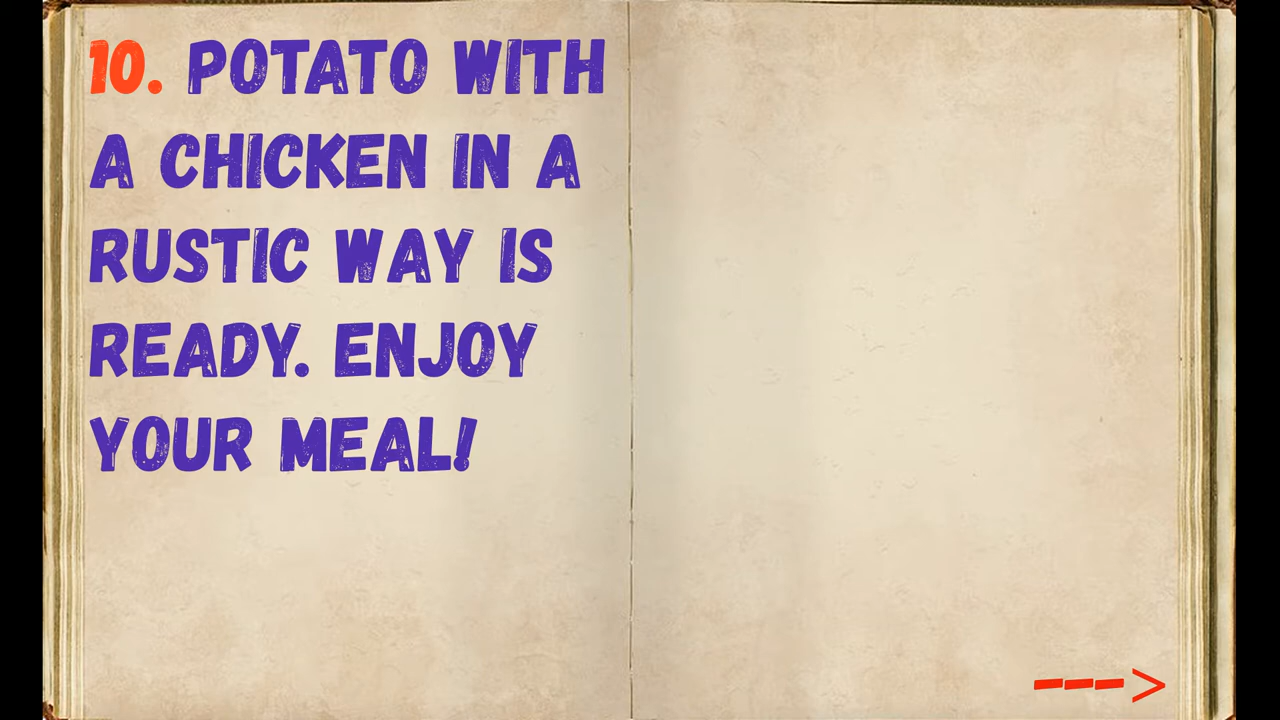 10. POTATO WITH
A CHICKEN IN A
RUSTIC WAY IS
READY. ENJOY
YOUR MEAL!
--->